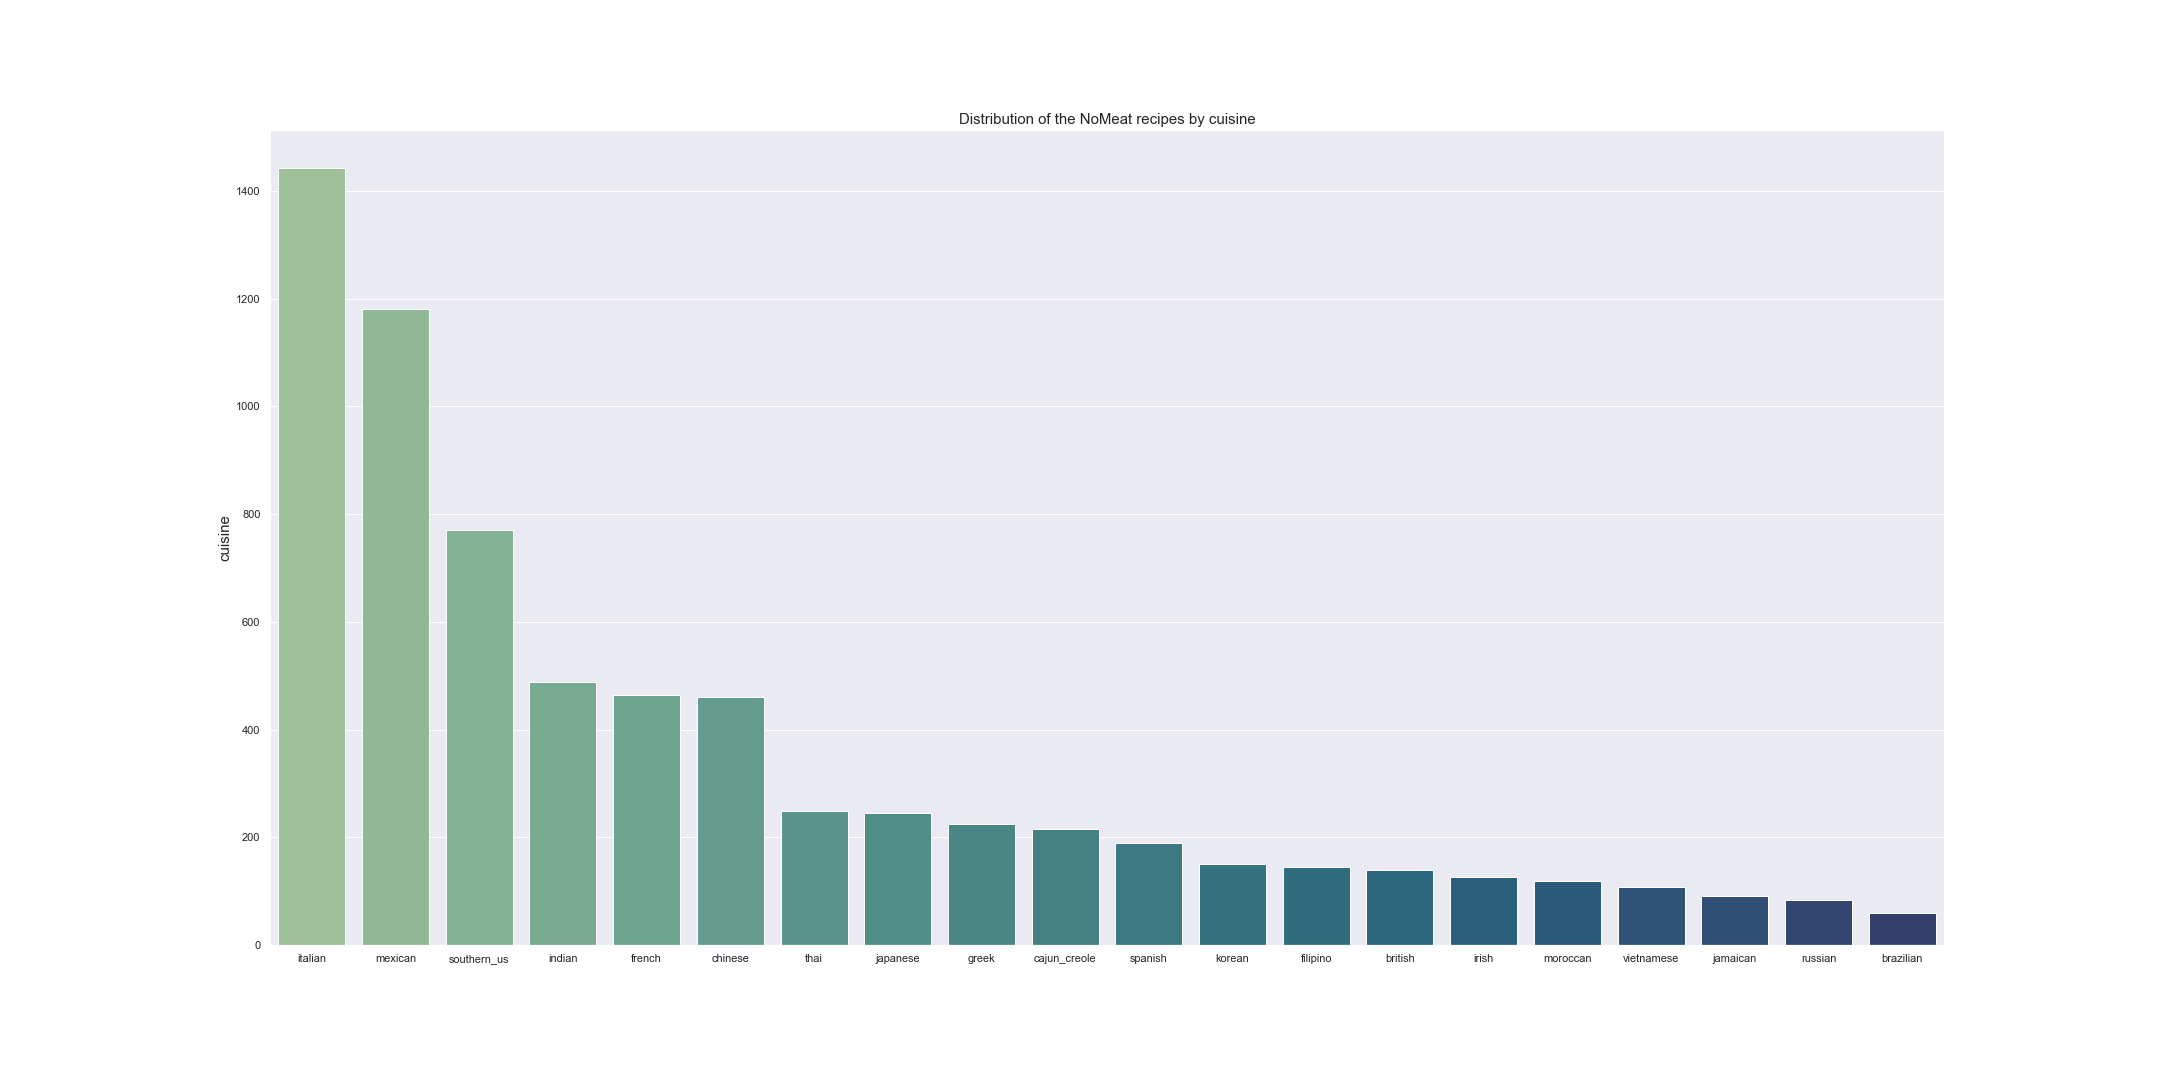 Distribution of the NoMeat recipes by cuisine
1400
1200
1000
800
600
400
200
0
cuisine
italian mexican southern_us indian french chinese thai japanese greek cajun_creole spanish korean filipino british irish moroccan vietnamese jamaican russian brazilian